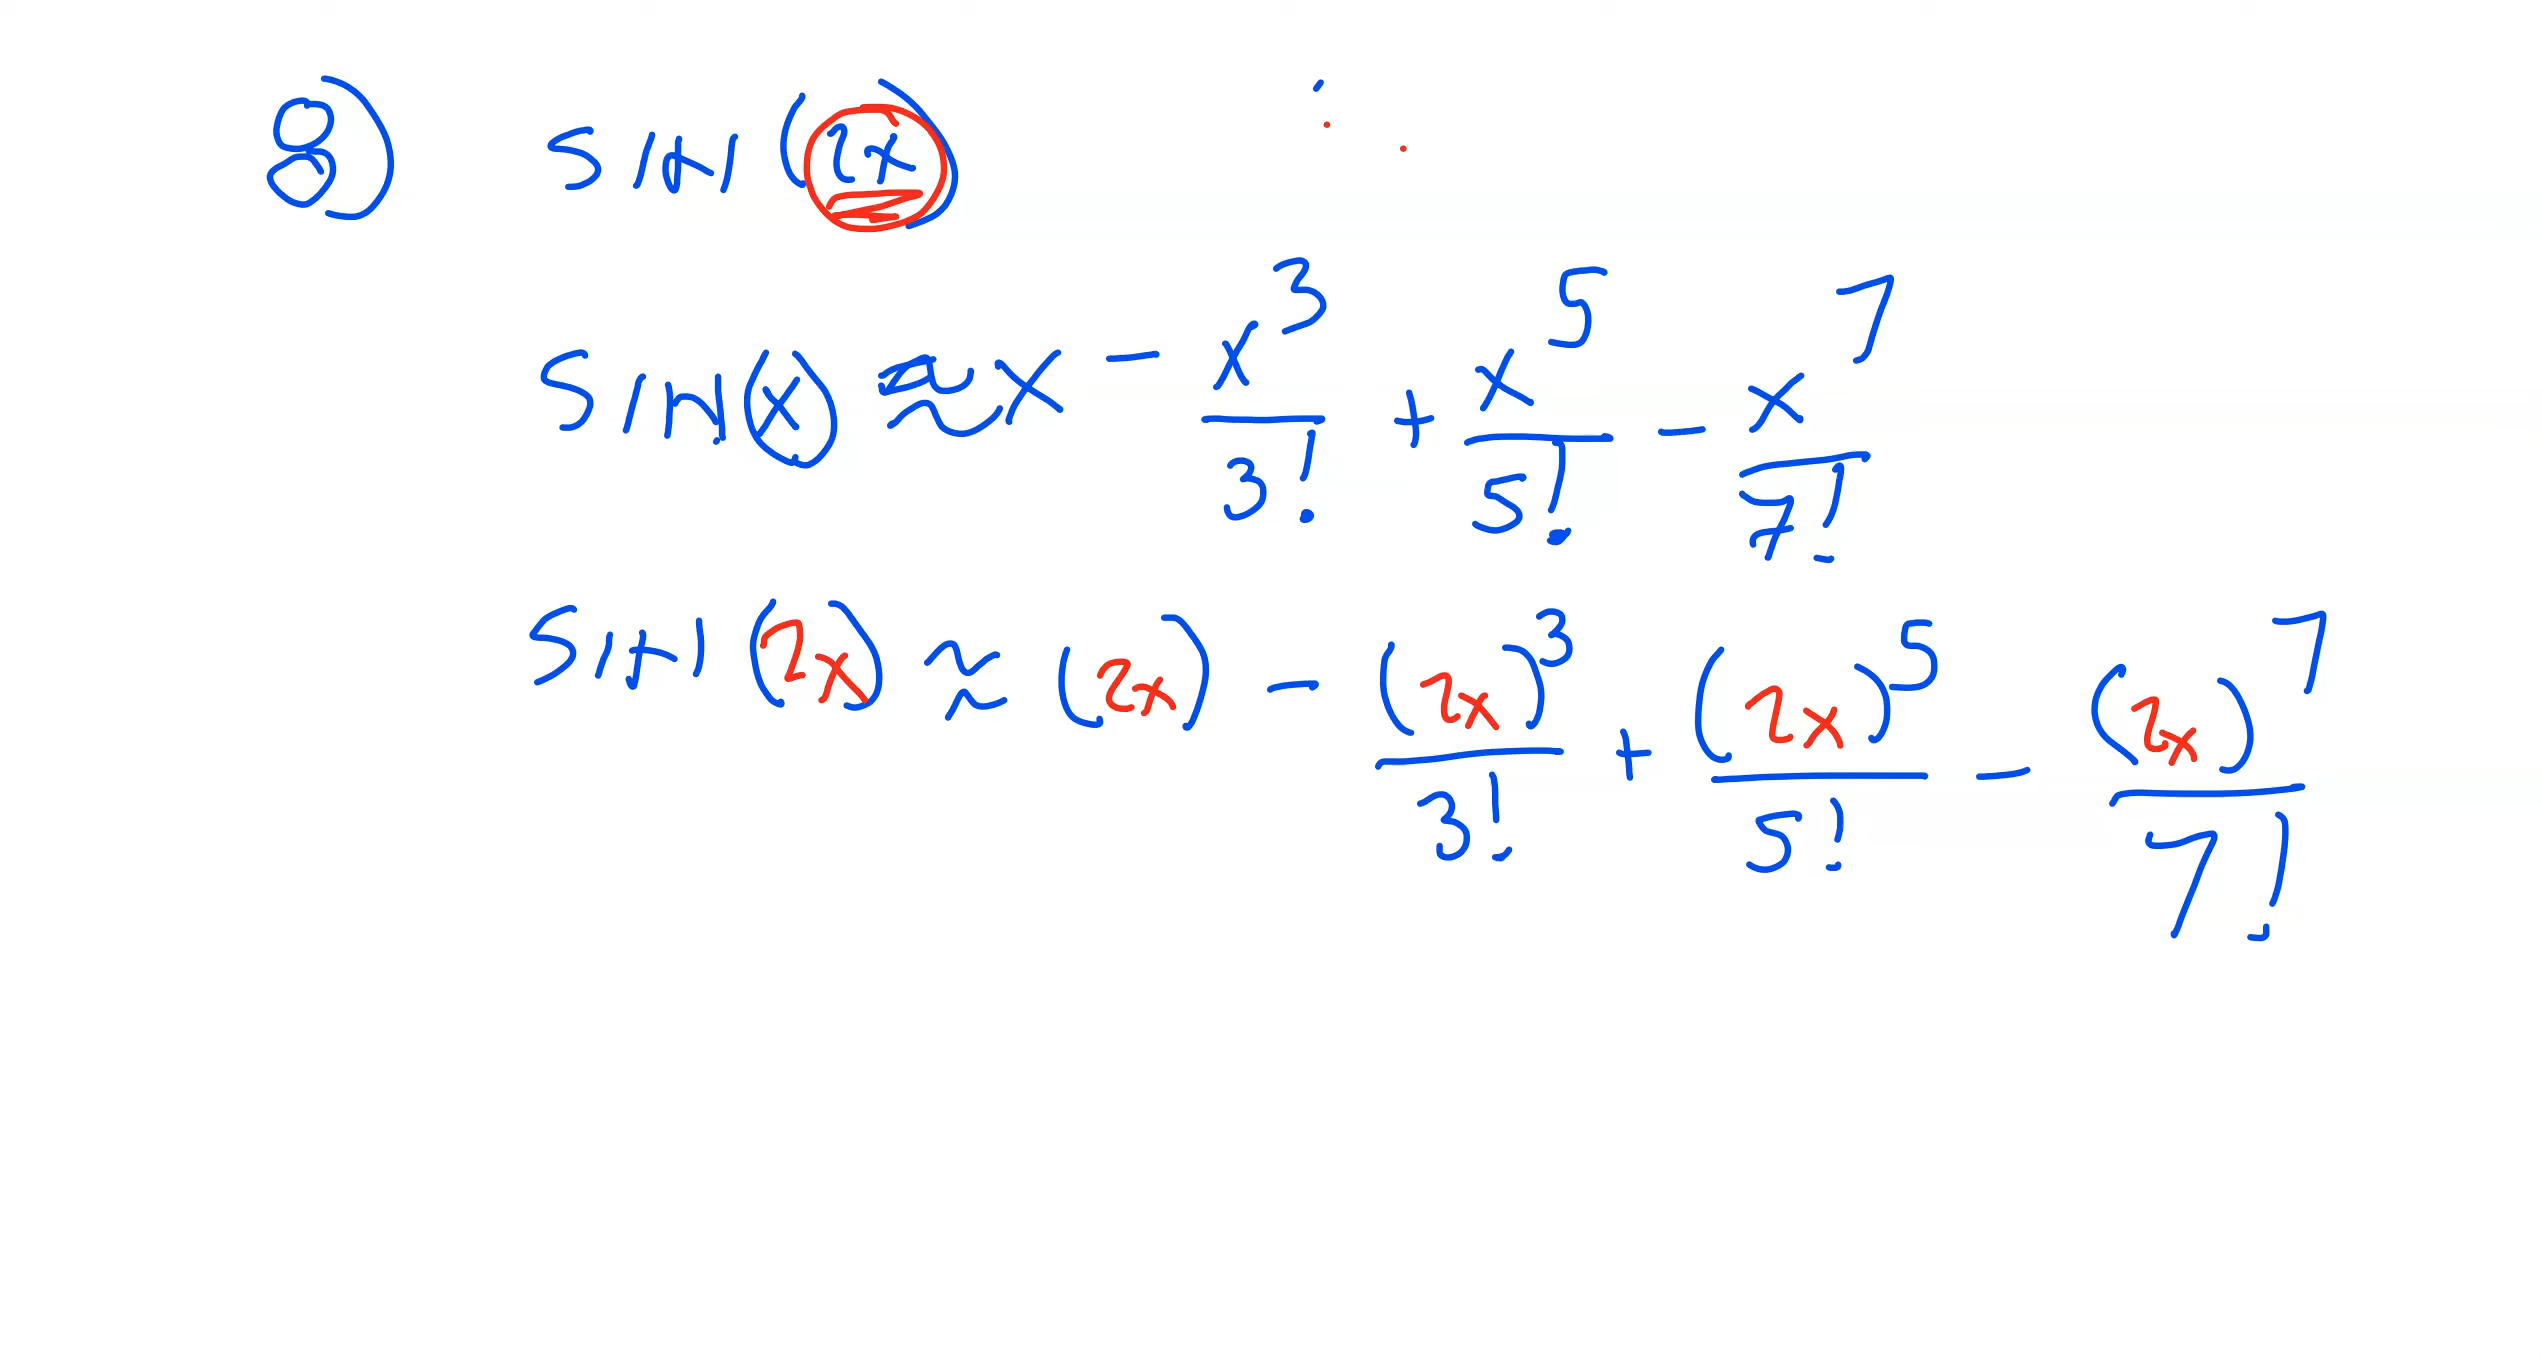 8) SIN(2x)
SIN(x) ≈ x - x^3/3! + x^5/5! - x^7/7!
SIN(2x) ≈ (2x) - (2x)^3/3! + (2x)^5/5! - (2x)^7/7!